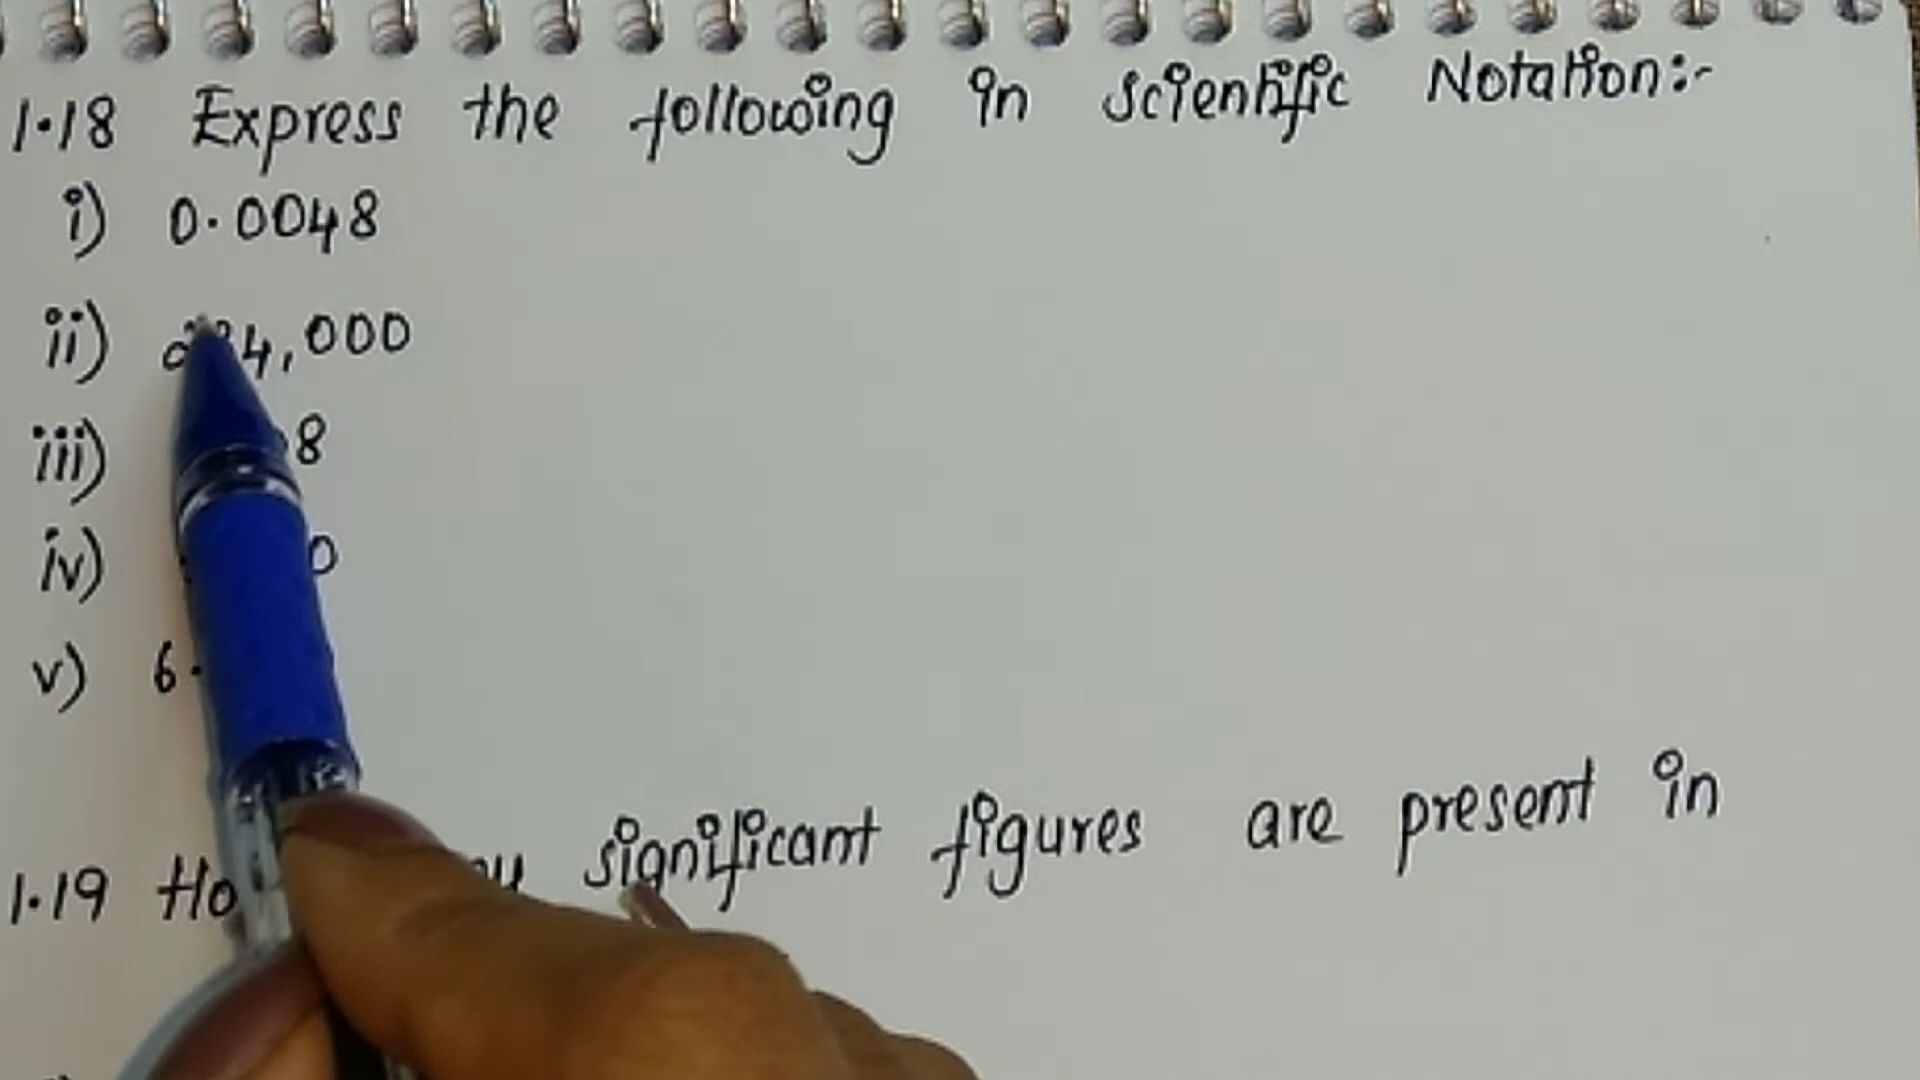 1.18 Express the following in scientific Notation:-
i) 0.0048
ii) 4,000
iii) 8
iv) 0
v) 6.
1.19 Ho y significant figures are present in